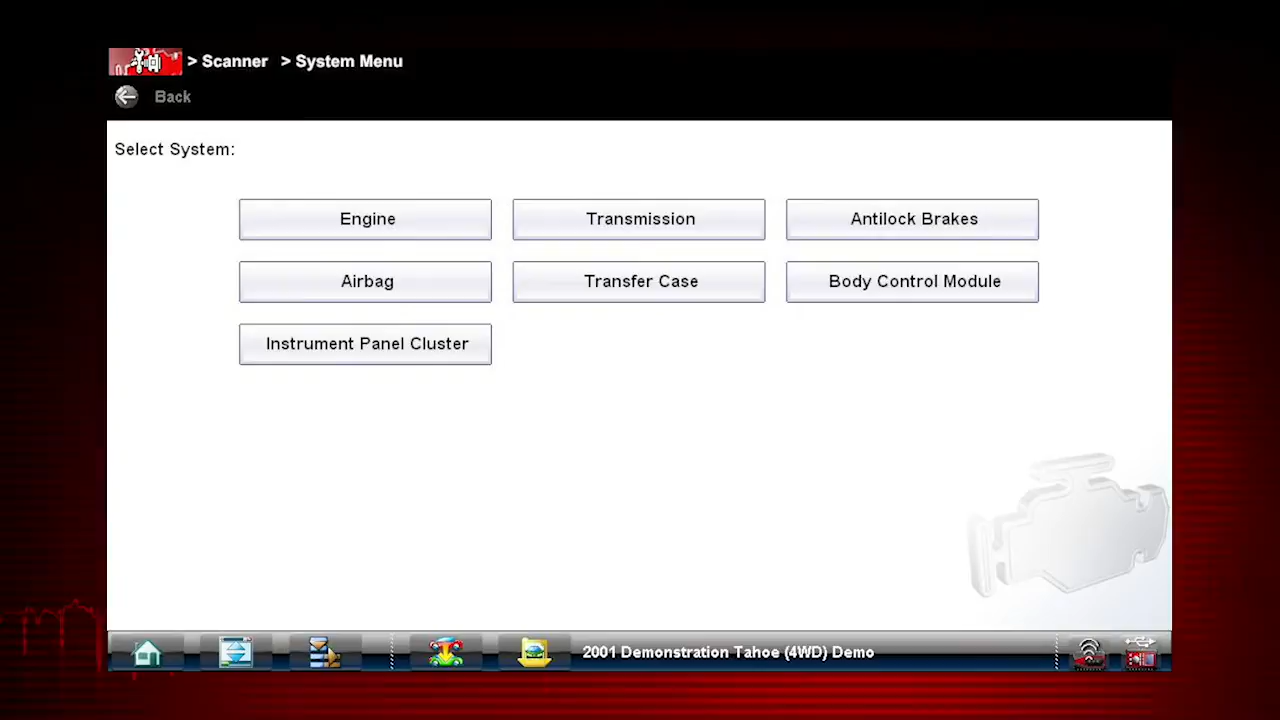 > Scanner > System Menu
Back
Select System:
Engine
Transmission
Antilock Brakes
Airbag
Transfer Case
Body Control Module
Instrument Panel Cluster
2001 Demonstration Tahoe (4WD) Demo